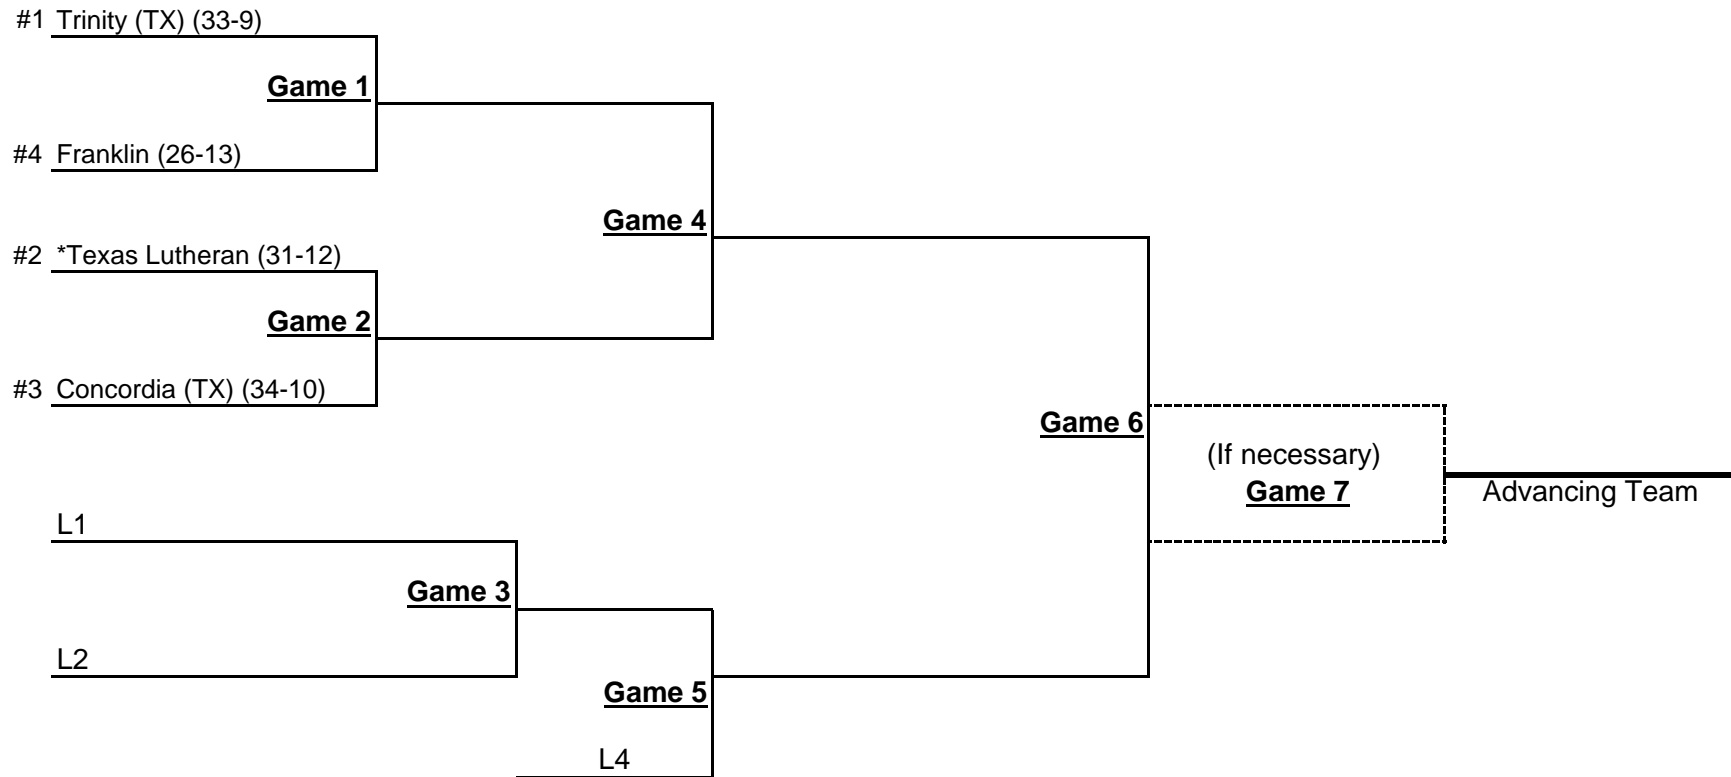 #1 Trinity (TX) (33-9)
Game 1
#4 Franklin (26-13)
Game 4
#2 *Texas Lutheran (31-12)
Game 2
#3 Concordia (TX) (34-10)
Game 6
(If necessary)
Game 7
Advancing Team
L1
Game 3
L2
Game 5
L4